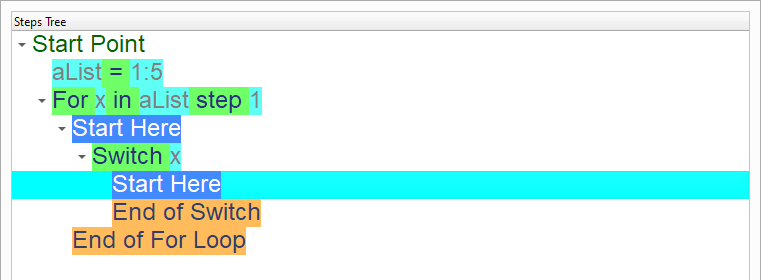 Steps Tree
Start Point
aList = 1:5
For x in aList step 1
Start Here
Switch x
Start Here
End of Switch
End of For Loop